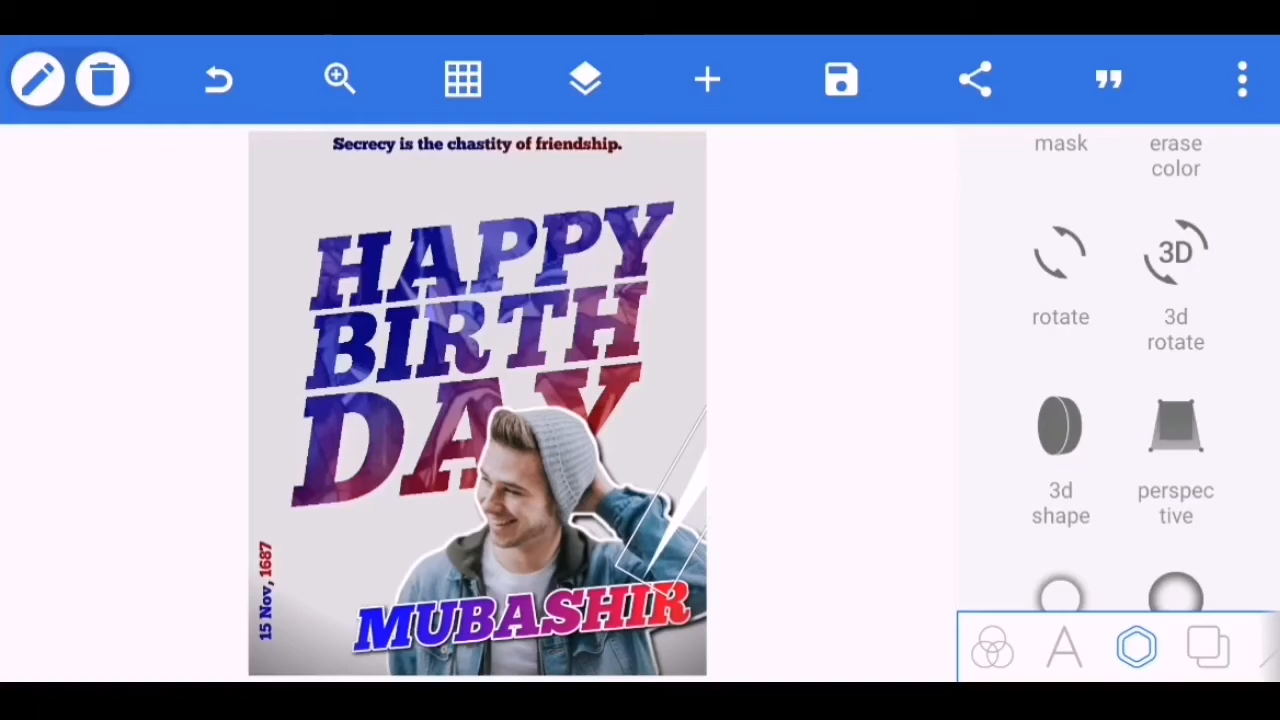 Secrecy is the chastity of friendship.
HAPPY
BIRTH
DAY
15 Nov, 1687
MUBASHIR
mask
erase
color
rotate
3D
3d
rotate
3d
shape
perspec
tive